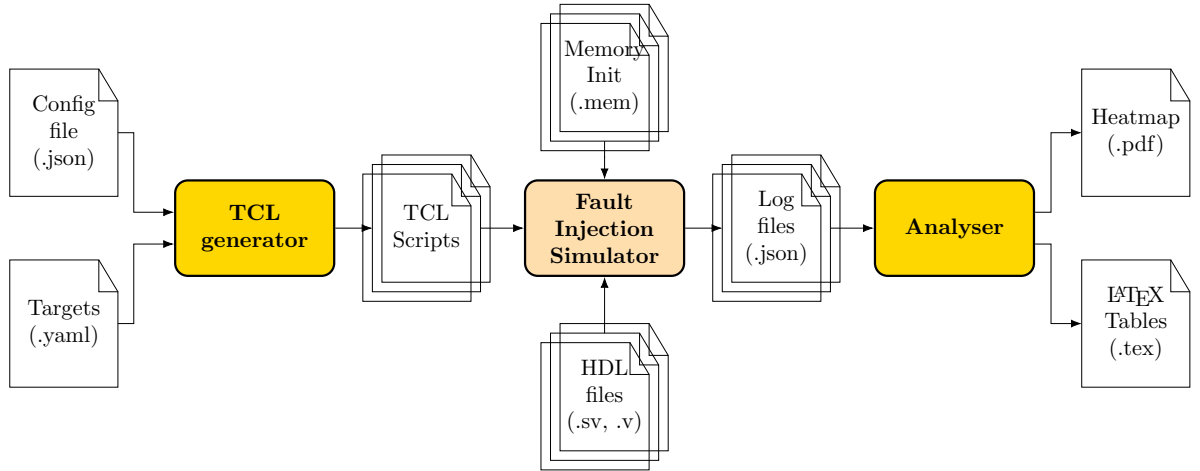 Config
file
(.json)
Targets
(.yaml)
TCL
generator
TCL
Scripts
Memory
Init
(.mem)
Fault
Injection
Simulator
HDL
files
(.sv, .v)
Log
files
(.json)
Analyser
Heatmap
(.pdf)
LATEX
Tables
(.tex)